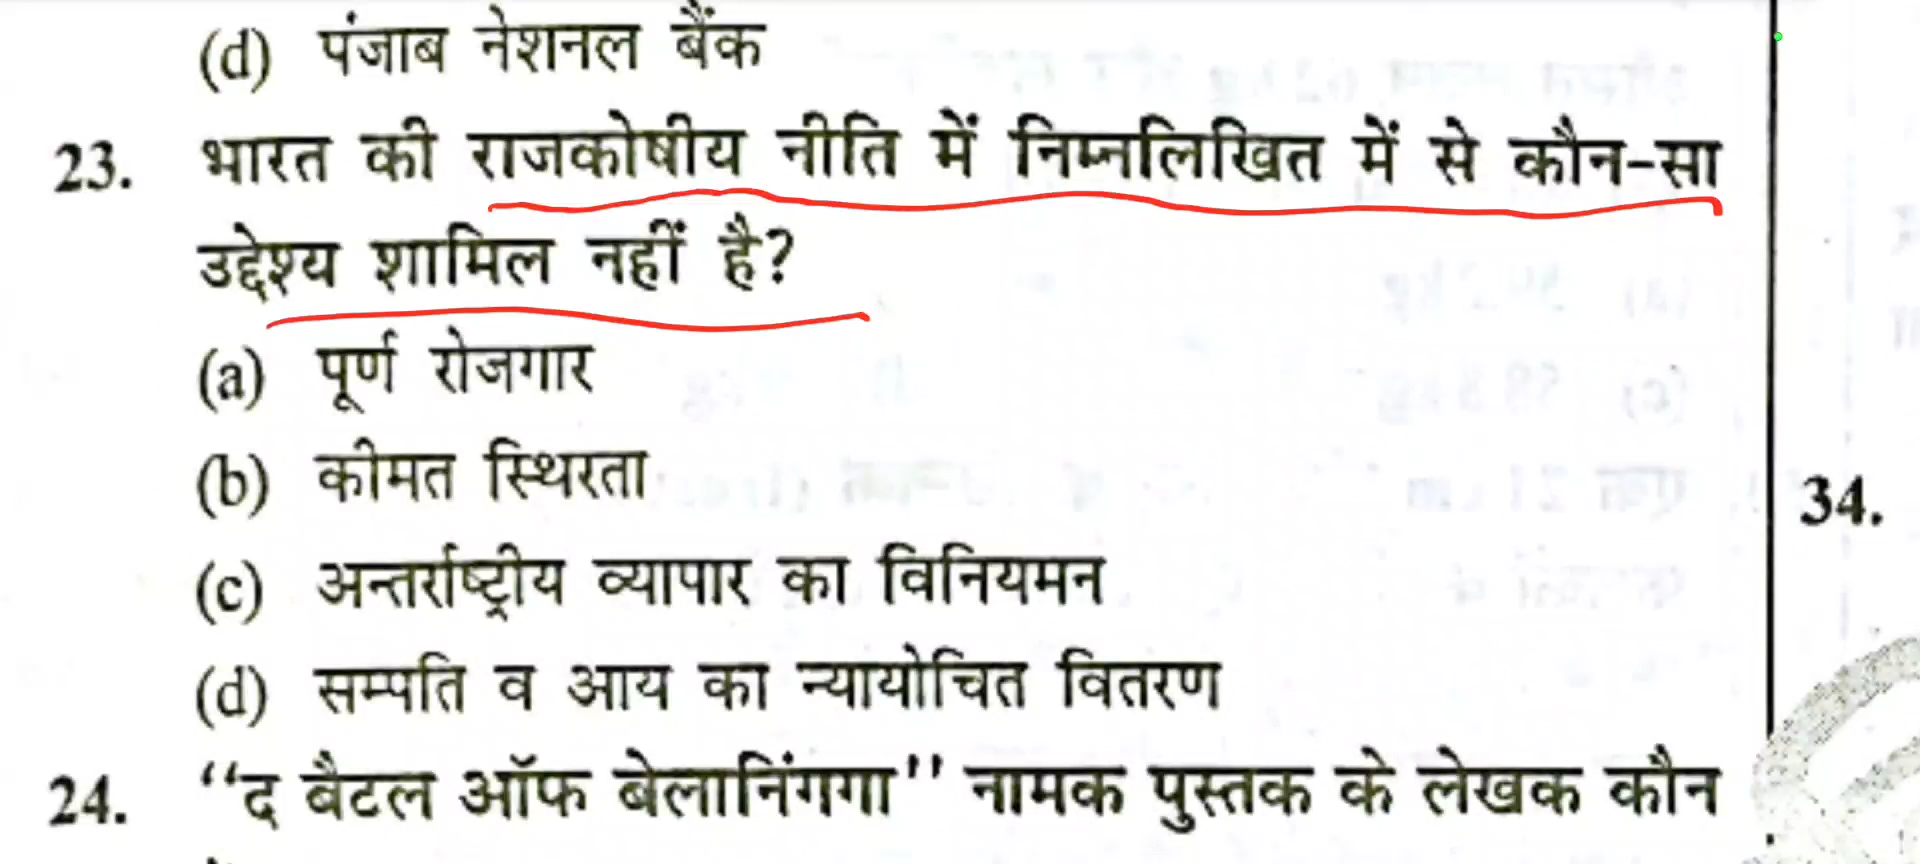 (d) पंजाब नेशनल बैंक
23. भारत की राजकोषीय नीति में निम्नलिखित में से कौन-सा
उद्देश्य शामिल नहीं है?
(a) पूर्ण रोजगार
(b) कीमत स्थिरता
(c) अन्तर्राष्ट्रीय व्यापार का विनियमन
(d) सम्पति व आय का न्यायोचित वितरण
24. ‘‘द बैटल ऑफ बेलानिंगगा’’ नामक पुस्तक के लेखक कौन
34.